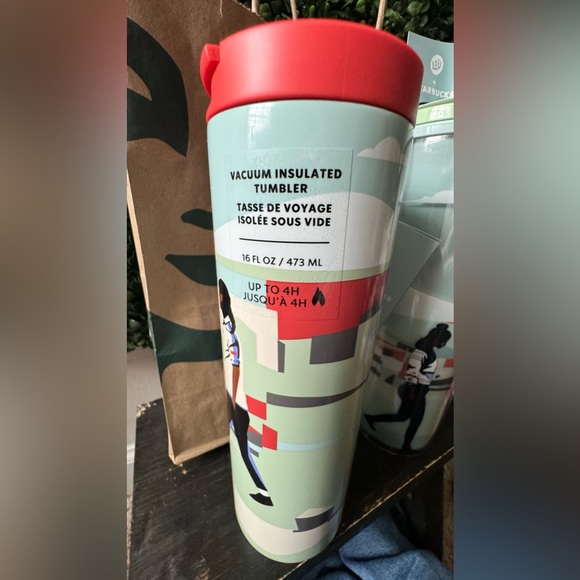 VACUUM INSULATED
TUMBLER
TASSE DE VOYAGE
ISOLÉE SOUS VIDE
16 FL OZ / 473 ML
UP TO 4H
JUSQU'À 4H
+
STARBUCKS